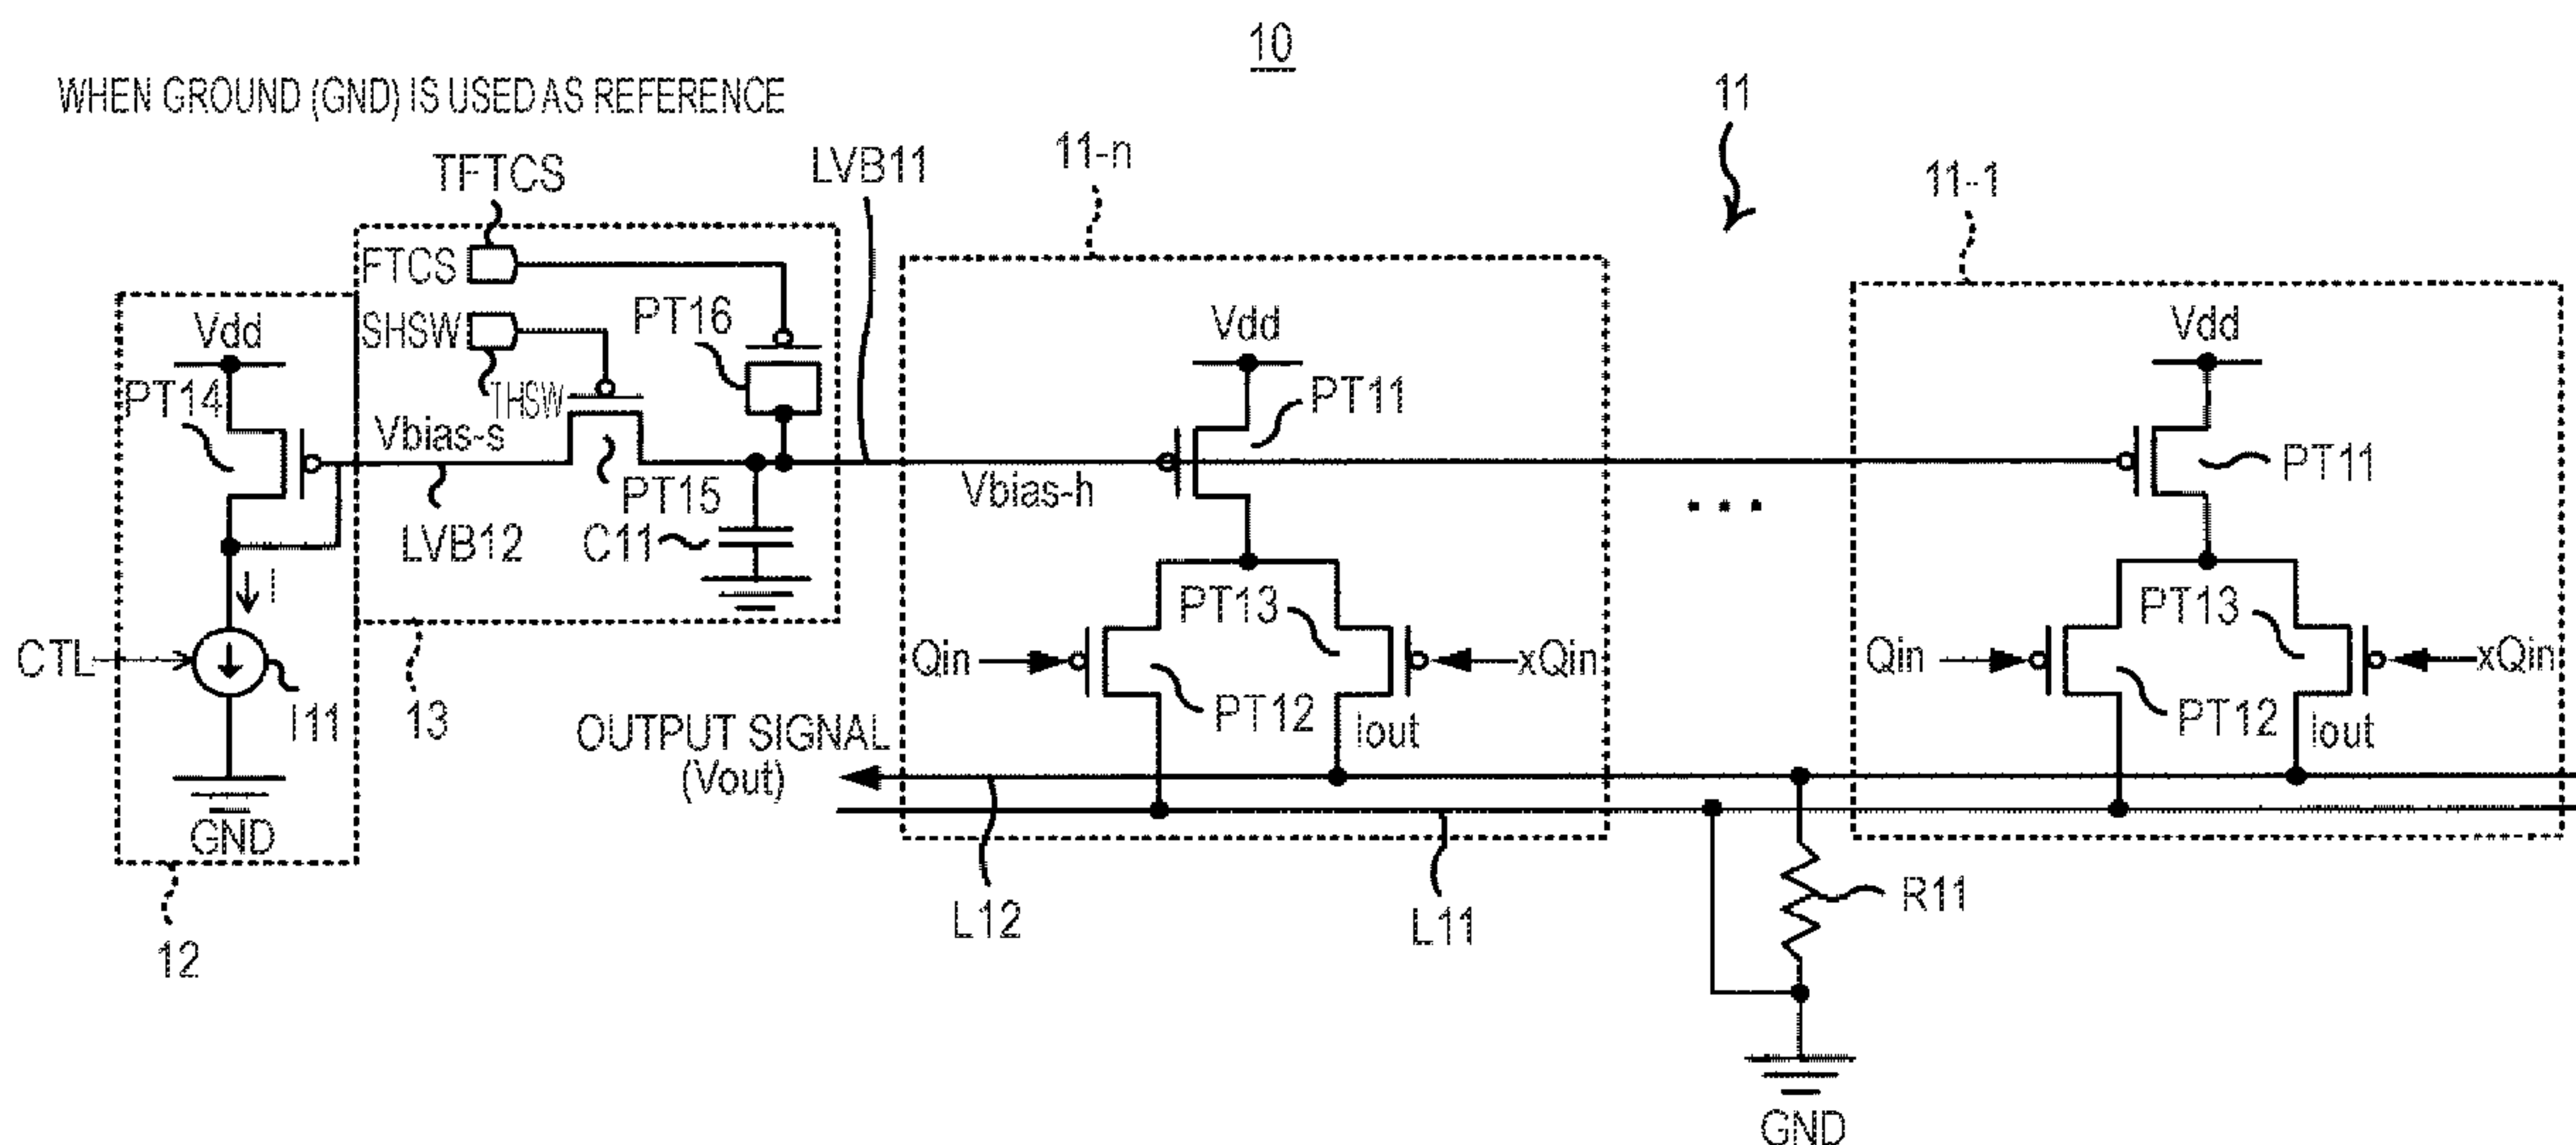 10
WHEN GROUND (GND) IS USED AS REFERENCE
11
TFTCS
LVB11
11-n
11-1
FTCS
SHSW
THSW
PT16
Vdd
Vdd
Vdd
PT14
Vbias-s
PT15
LVB12
C11
Vbias-h
PT11
PT11
...
I
CTL
I11
13
GND
12
Qin
PT13
xQin
PT12
Iout
Qin
PT13
xQin
PT12
Iout
OUTPUT SIGNAL
(Vout)
L12
L11
R11
GND